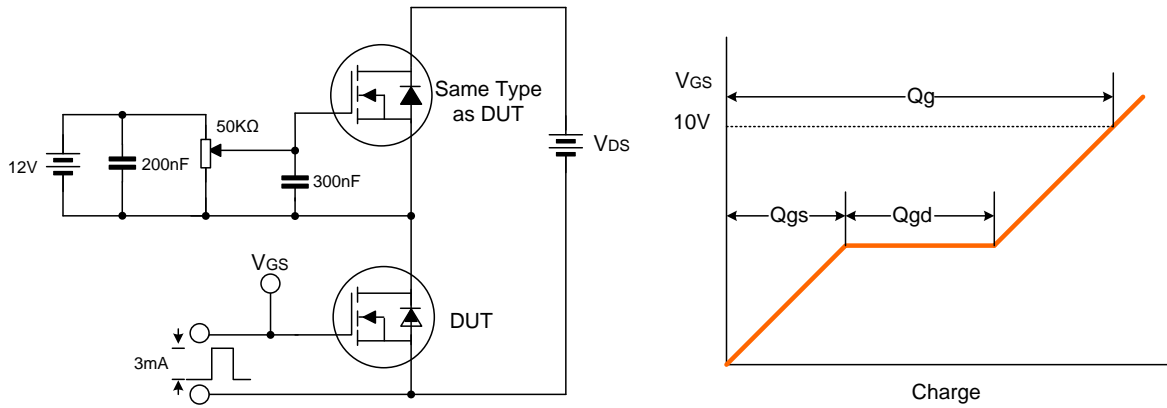 Same Type
as DUT
12V
200nF
50KΩ
300nF
VDS
VGS
DUT
3mA
VGS
10V
Qg
Qgs
Qgd
Charge